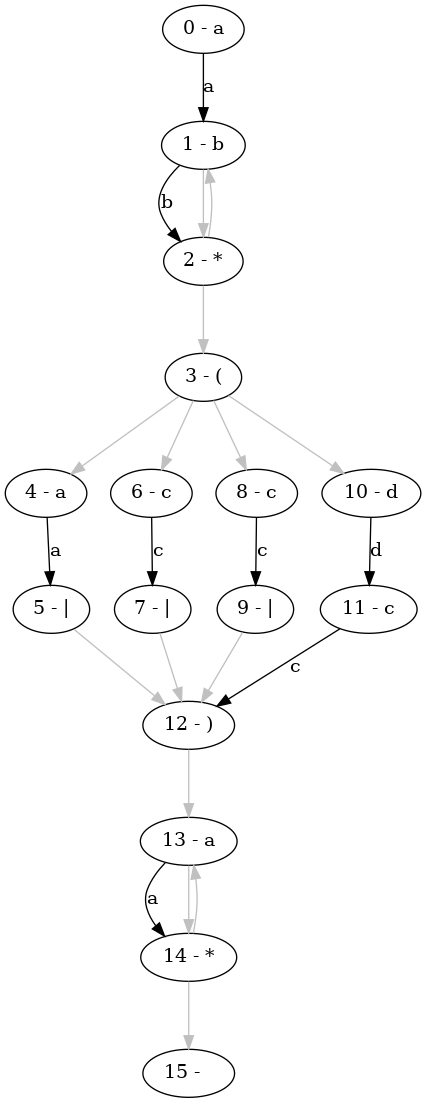 0 - a
a
1 - b
b
2 - *
3 - (
4 - a
6 - c
8 - c
10 - d
a
c
c
d
5 - |
7 - |
9 - |
11 - c
c
12 - )
13 - a
a
14 - *
15 -